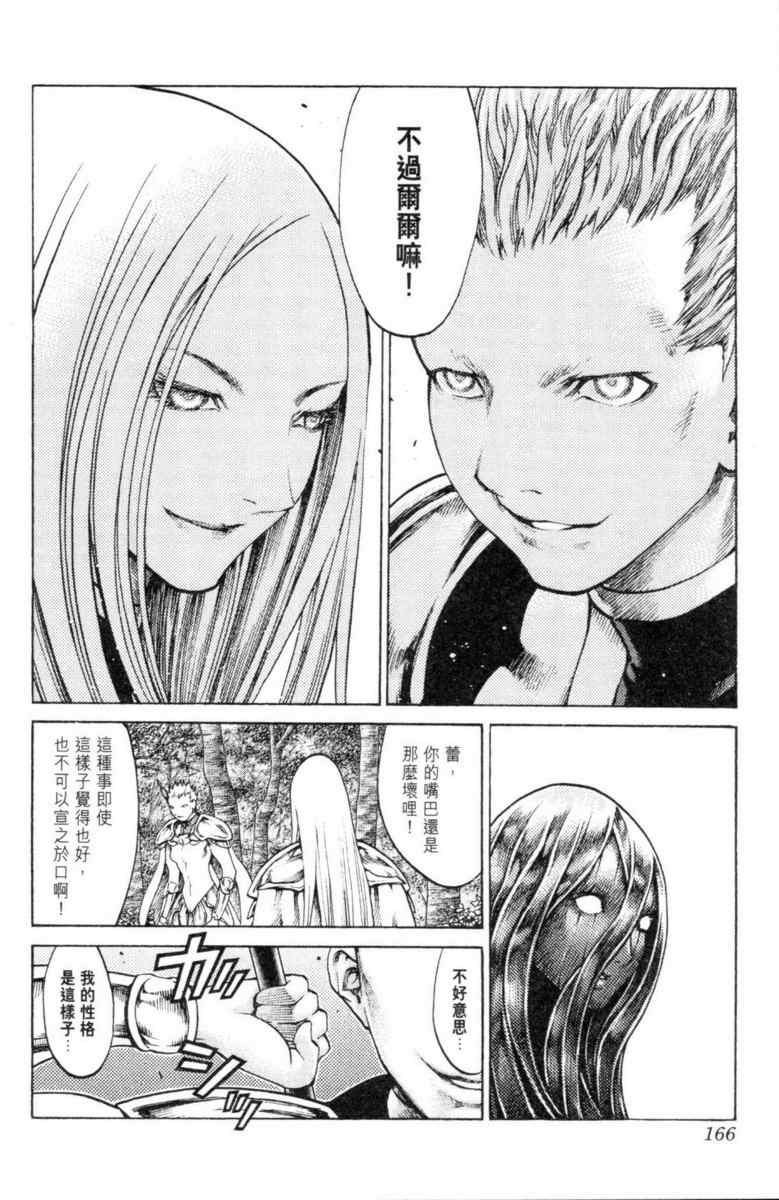 不過爾爾嘛！
蕾，
你的嘴巴還是
那麼壞哩！
這種事即使
這樣子覺得也好，
也不可以宣之於口啊！
不好意思…
ガッ
ジャッ
我的性格
是這樣子…
166